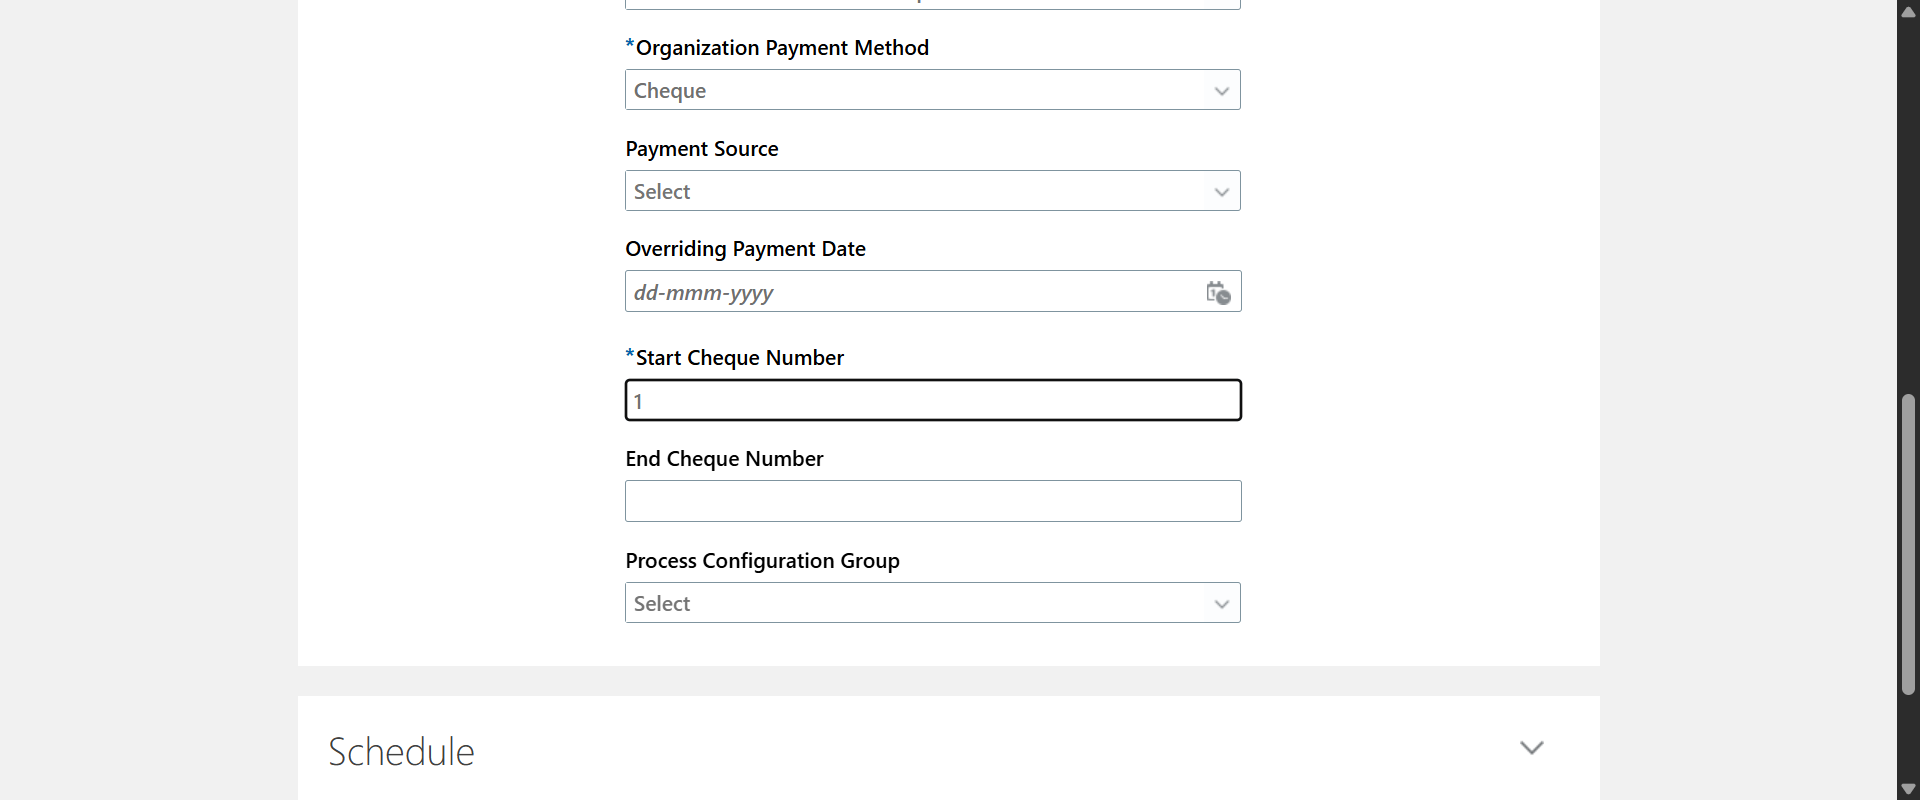 *Organization Payment Method
Cheque
Payment Source
Select
Overriding Payment Date
dd-mmm-yyyy
*Start Cheque Number
1
End Cheque Number
Process Configuration Group
Select
Schedule